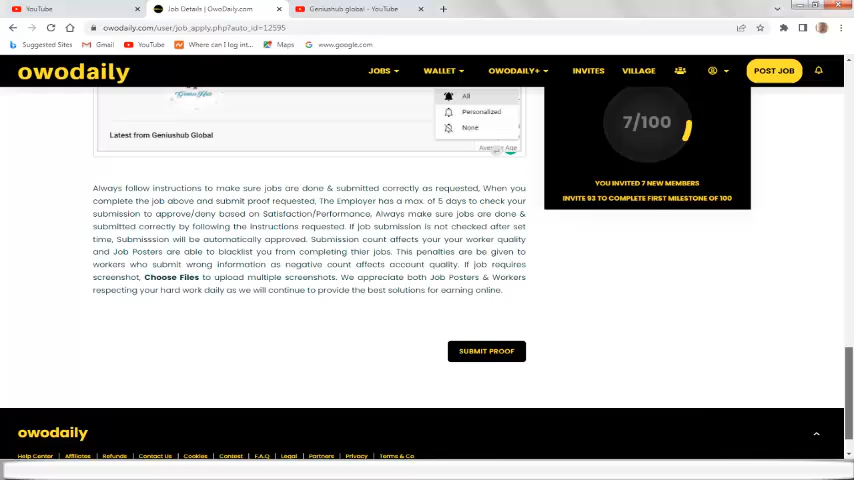 YouTube
Job Details | OwoDaily.com
Geniushub global - YouTube
owodaily.com/user/job_apply.php?auto_id=12595
Suggested Sites
Gmail
YouTube
Where can I log int...
Maps
www.google.com
owodaily
JOBS
WALLET
OWODAILY+
INVITES
VILLAGE
POST JOB
All
Personalized
None
Latest from Geniushub Global
Average Age
7/100
YOU INVITED 7 NEW MEMBERS
INVITE 93 TO COMPLETE FIRST MILESTONE OF 100
Always follow instructions to make sure jobs are done & submitted correctly as requested, When you
complete the job above and submit proof requested, The Employer has a max. of 5 days to check your
submission to approve/deny based on Satisfaction/Performance, Always make sure jobs are done &
submitted correctly by following the Instructions requested. If job submission is not checked after set
time, Submisssion will be automatically approved. Submission count affects your your worker quality
and Job Posters are able to blacklist you from completing thier jobs. This penalties are be given to
workers who submit wrong information as negative count affects account quality. If job requires
screenshot, Choose Files to upload multiple screenshots. We appreciate both Job Posters & Workers
respecting your hard work daily as we will continue to provide the best solutions for earning online.
SUBMIT PROOF
owodaily
Help Center
Affiliates
Refunds
Contact Us
Cookies
Contest
F.A.Q
Legal
Partners
Privacy
Terms & Co